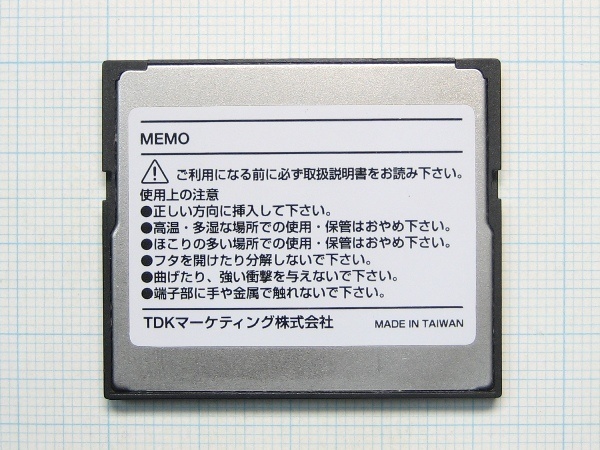 MEMO
ご利用になる前に必ず取扱説明書をお読み下さい。
使用上の注意
●正しい方向に挿入して下さい。
●高温・多湿な場所での使用・保管はおやめ下さい。
●ほこりの多い場所での使用・保管はおやめ下さい。
●フタを開けたり分解しないで下さい。
●曲げたり、強い衝撃を与えないで下さい。
●端子部に手や金属で触れないで下さい。
TDKマーケティング株式会社 MADE IN TAIWAN